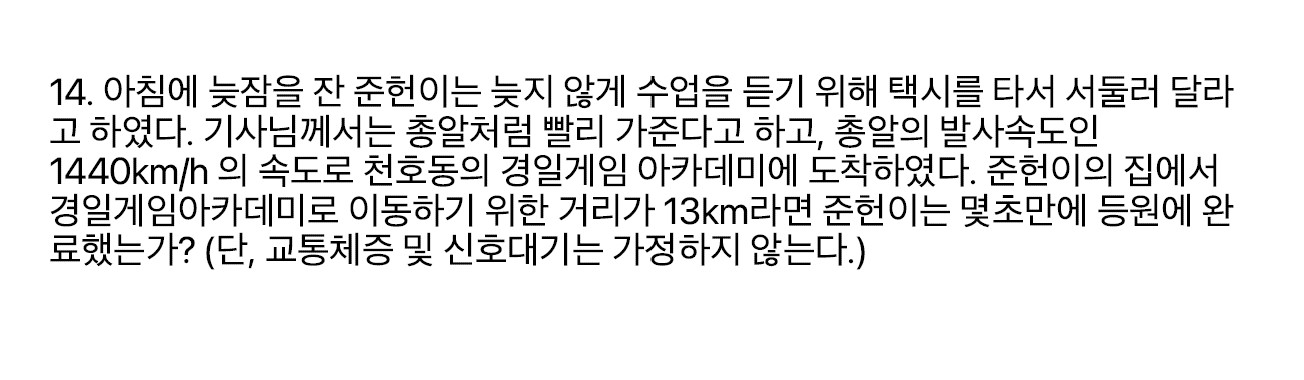 14. 아침에 늦잠을 잔 준헌이는 늦지 않게 수업을 듣기 위해 택시를 타서 서둘러 달라
고 하였다. 기사님께서는 총알처럼 빨리 가준다고 하고, 총알의 발사속도인
1440km/h 의 속도로 천호동의 경일게임 아카데미에 도착하였다. 준헌이의 집에서
경일게임아카데미로 이동하기 위한 거리가 13km라면 준헌이는 몇초만에 등원에 완
료했는가? (단, 교통체증 및 신호대기는 가정하지 않는다.)